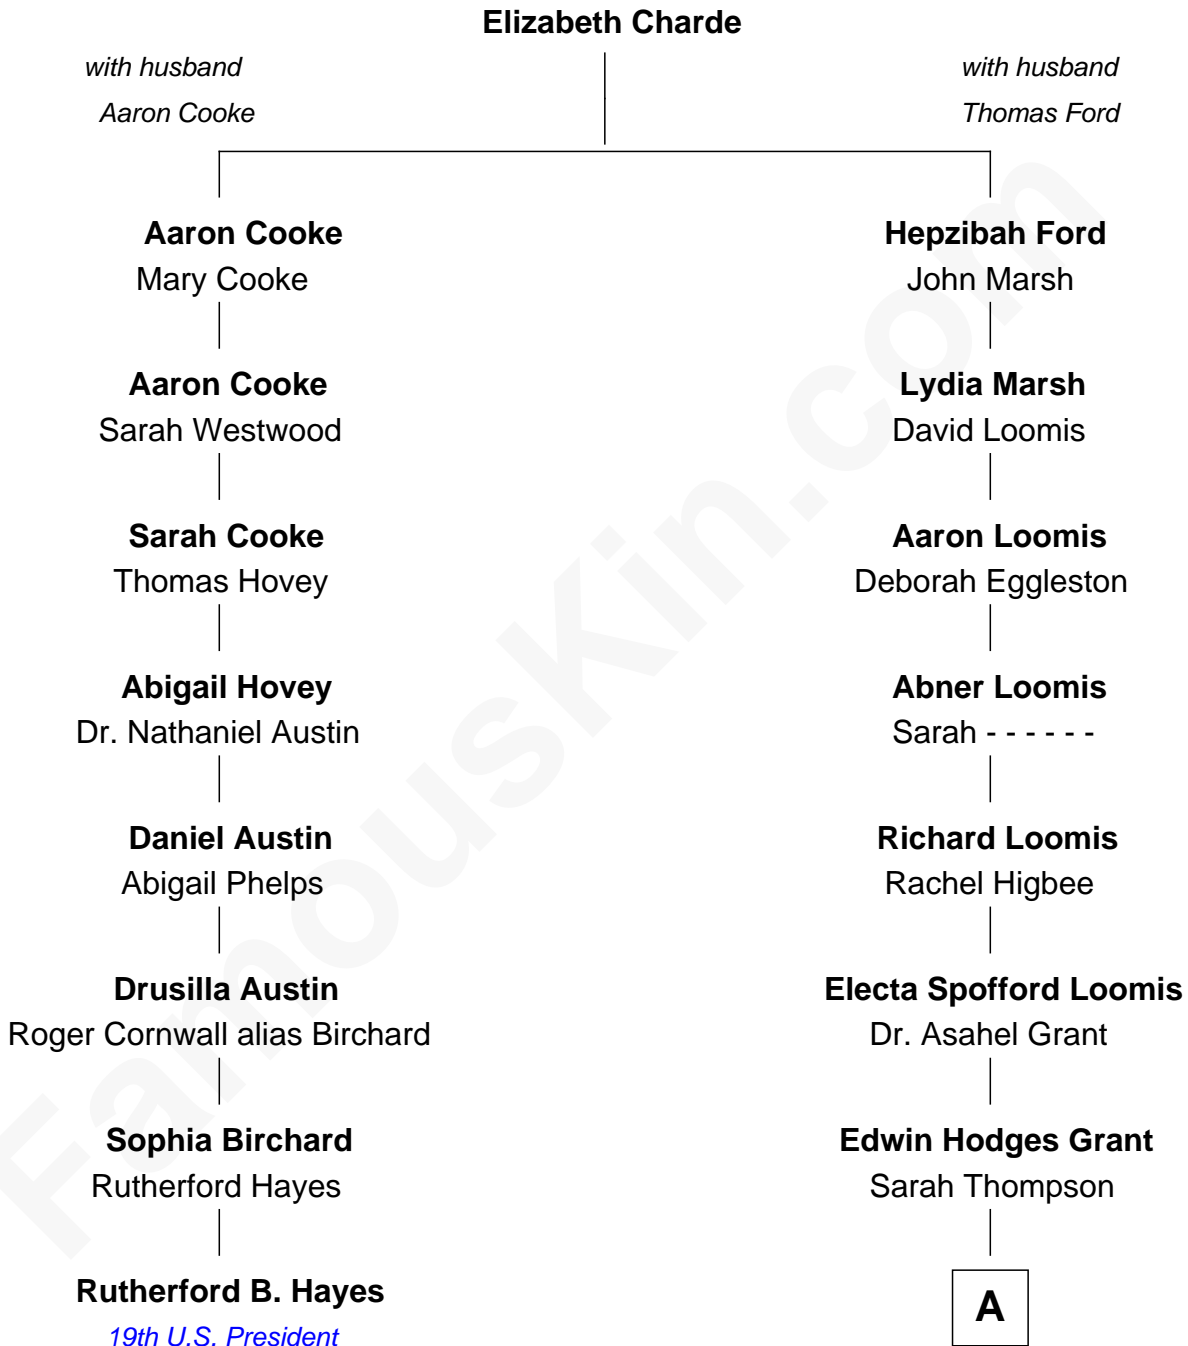 Elizabeth Charde
with husband
Aaron Cooke
with husband
Thomas Ford
Aaron Cooke
Mary Cooke
Hepzibah Ford
John Marsh
Aaron Cooke
Sarah Westwood
Lydia Marsh
David Loomis
Sarah Cooke
Thomas Hovey
Aaron Loomis
Deborah Eggleston
Abigail Hovey
Dr. Nathaniel Austin
Abner Loomis
Sarah - - - - - -
Daniel Austin
Abigail Phelps
Richard Loomis
Rachel Higbee
Drusilla Austin
Roger Cornwall alias Birchard
Electa Spofford Loomis
Dr. Asahel Grant
Sophia Birchard
Rutherford Hayes
Edwin Hodges Grant
Sarah Thompson
Rutherford B. Hayes
19th U.S. President
A
FamousKin.com